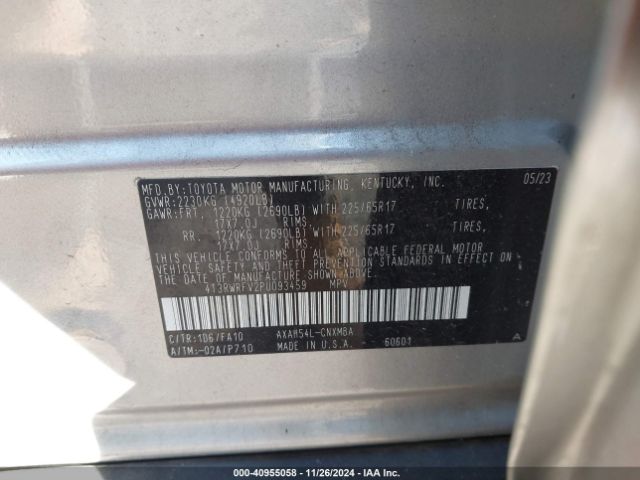 MFD.BY:TOYOTA MOTOR MANUFACTURING, KENTUCKY, INC. 05/23
GVWR:2230KG (4920LB)
GAWR:FRT. 1220KG (2690LB) WITH 225/65R17 TIRES,
17X7.0J RIMS,
RR. 1220KG (2690LB) WITH 225/65R17 TIRES,
17X7.0J RIMS.
THIS VEHICLE CONFORMS TO ALL APPLICABLE FEDERAL MOTOR
VEHICLE SAFETY AND THEFT PREVENTION STANDARDS IN EFFECT ON
THE DATE OF MANUFACTURE SHOWN ABOVE.
4T3RWRFV2PU093459 MPV
C/TR:1D6/FA10 AXAH54L-CNXMBA
A/TM:-02A/P710 MADE IN U.S.A. 60601 A
000-40955058 - 11/26/2024 - IAA Inc.